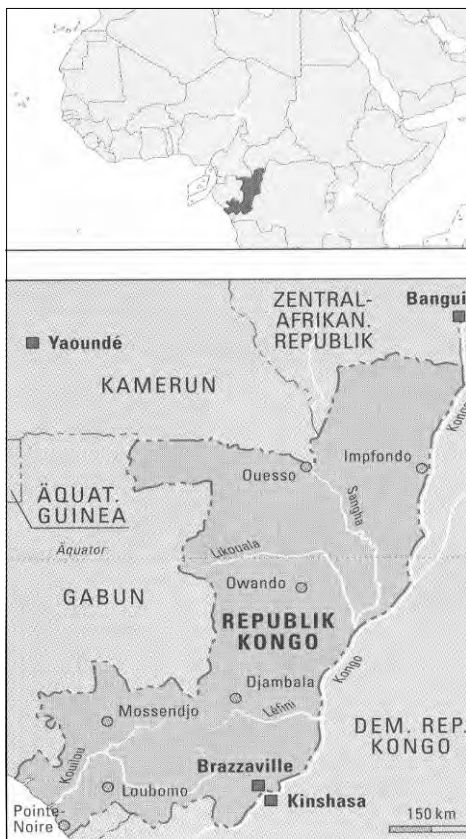 ZENTRAL-
AFRIKAN.
REPUBLIK
Bangui
Yaoundé
KAMERUN
Kongo
Ouesso
Impfondo
Sangha
ÄQUAT.
GUINEA
Äquator
Likouala
GABUN
Owando
REPUBLIK
KONGO
Kongo
Djambala
Mossendjo
Léfini
DEM. REP.
KONGO
Kouilou
Brazzaville
Loubomo
Kinshasa
Pointe-
Noire
150 km